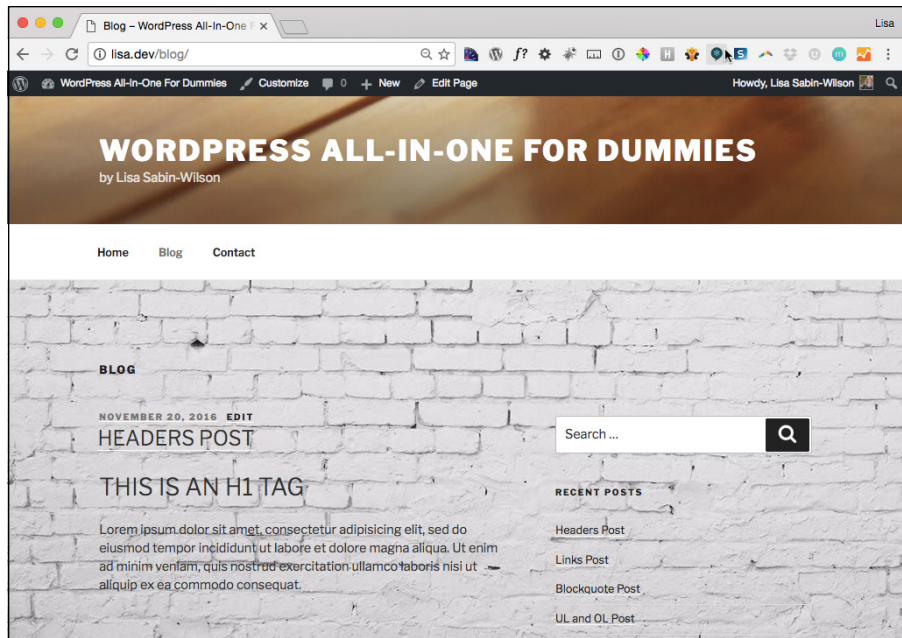 Blog – WordPress All-In-One F
Lisa
lisa.dev/blog/
WordPress All-In-One For Dummies Customize 0 New Edit Page Howdy, Lisa Sabin-Wilson
WORDPRESS ALL-IN-ONE FOR DUMMIES
by Lisa Sabin-Wilson
Home Blog Contact
BLOG
NOVEMBER 20, 2016 EDIT
HEADERS POST
THIS IS AN H1 TAG
Lorem ipsum dolor sit amet, consectetur adipisicing elit, sed do
eiusmod tempor incididunt ut labore et dolore magna aliqua. Ut enim
ad minim veniam, quis nostrud exercitation ullamco laboris nisi ut
aliquip ex ea commodo consequat.
Search ...
RECENT POSTS
Headers Post
Links Post
Blockquote Post
UL and OL Post